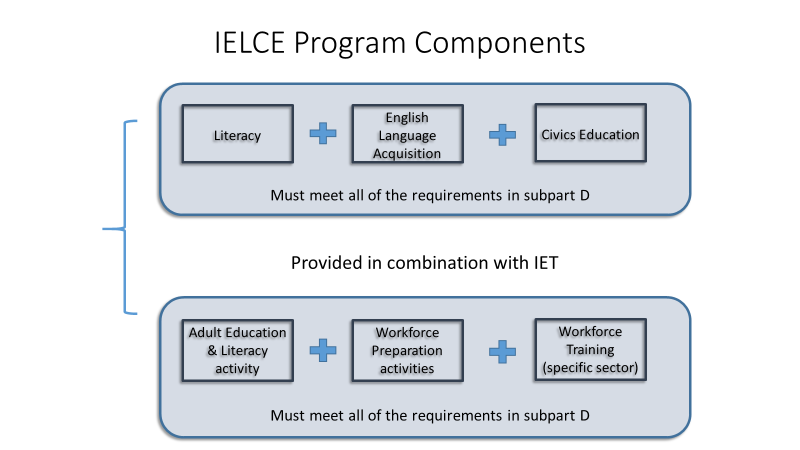 IELCE Program Components
Literacy
English
Language
Acquisition
Civics Education
Must meet all of the requirements in subpart D
Provided in combination with IET
Adult Education
& Literacy
activity
Workforce
Preparation
activities
Workforce
Training
(specific sector)
Must meet all of the requirements in subpart D